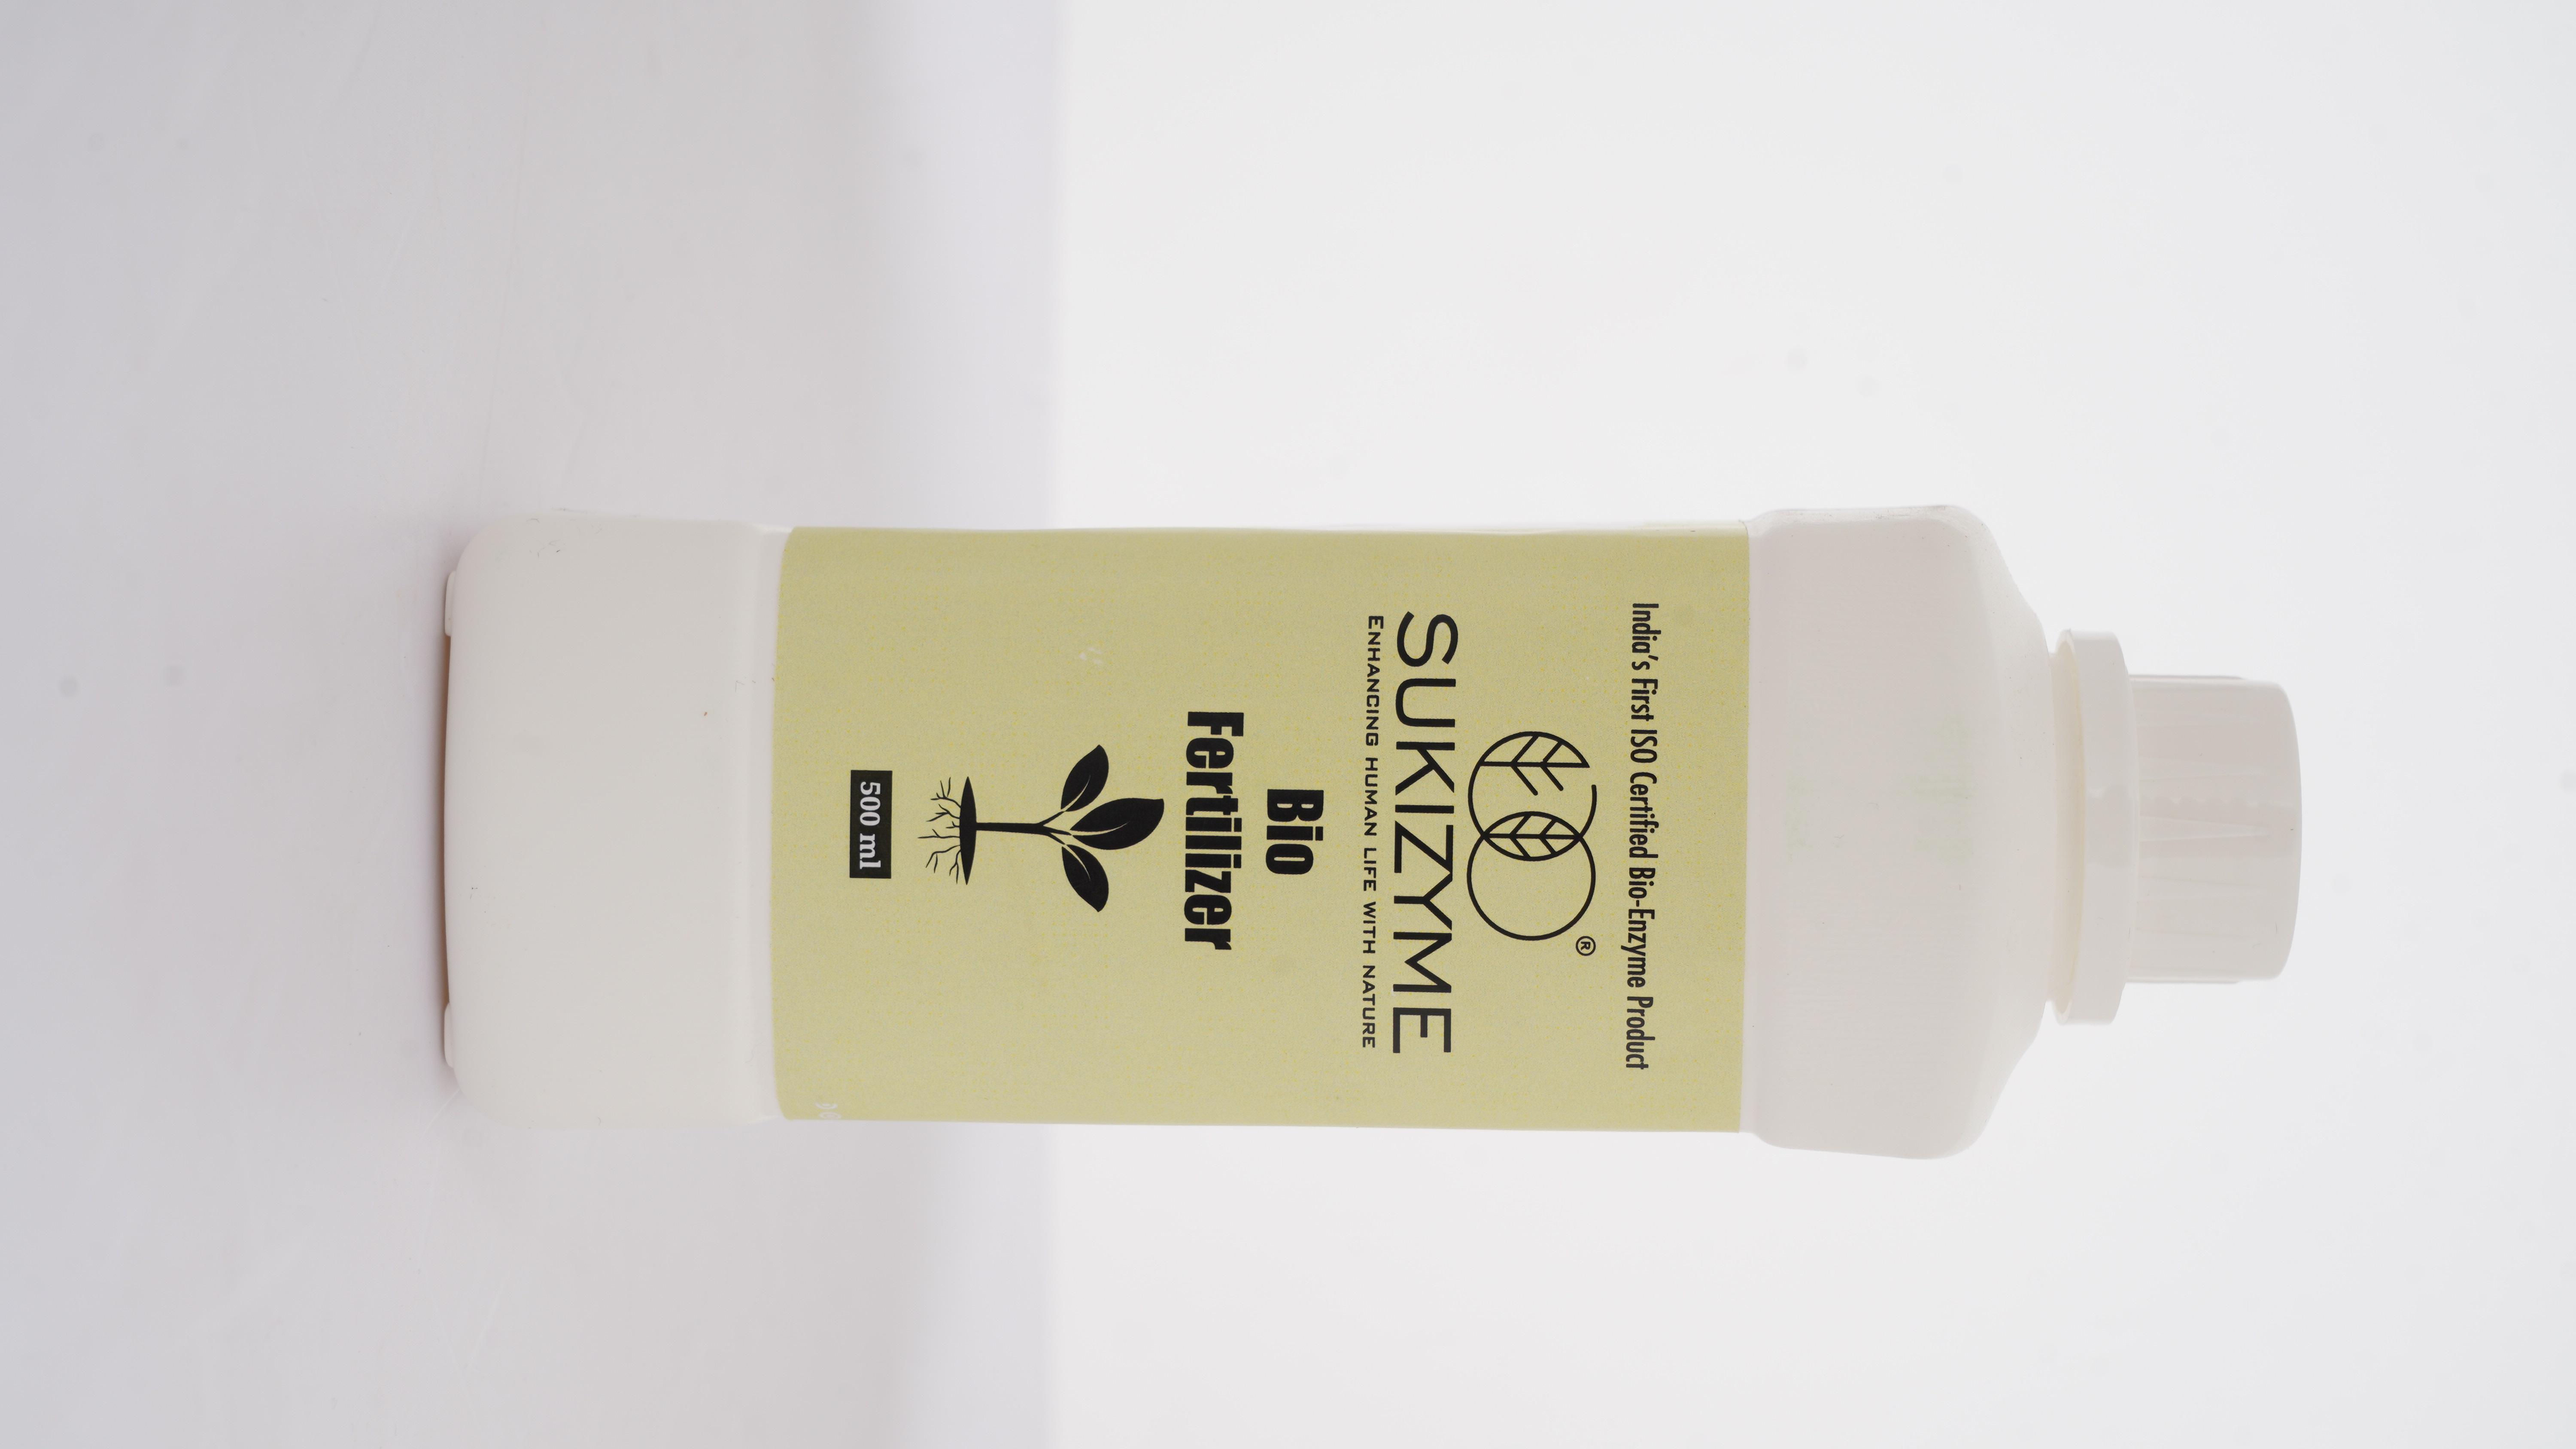 India's First ISO Certified Bio-Enzyme Product
®
SUKIZYME
ENHANCING HUMAN LIFE WITH NATURE
Bio
Fertilizer
500 ml